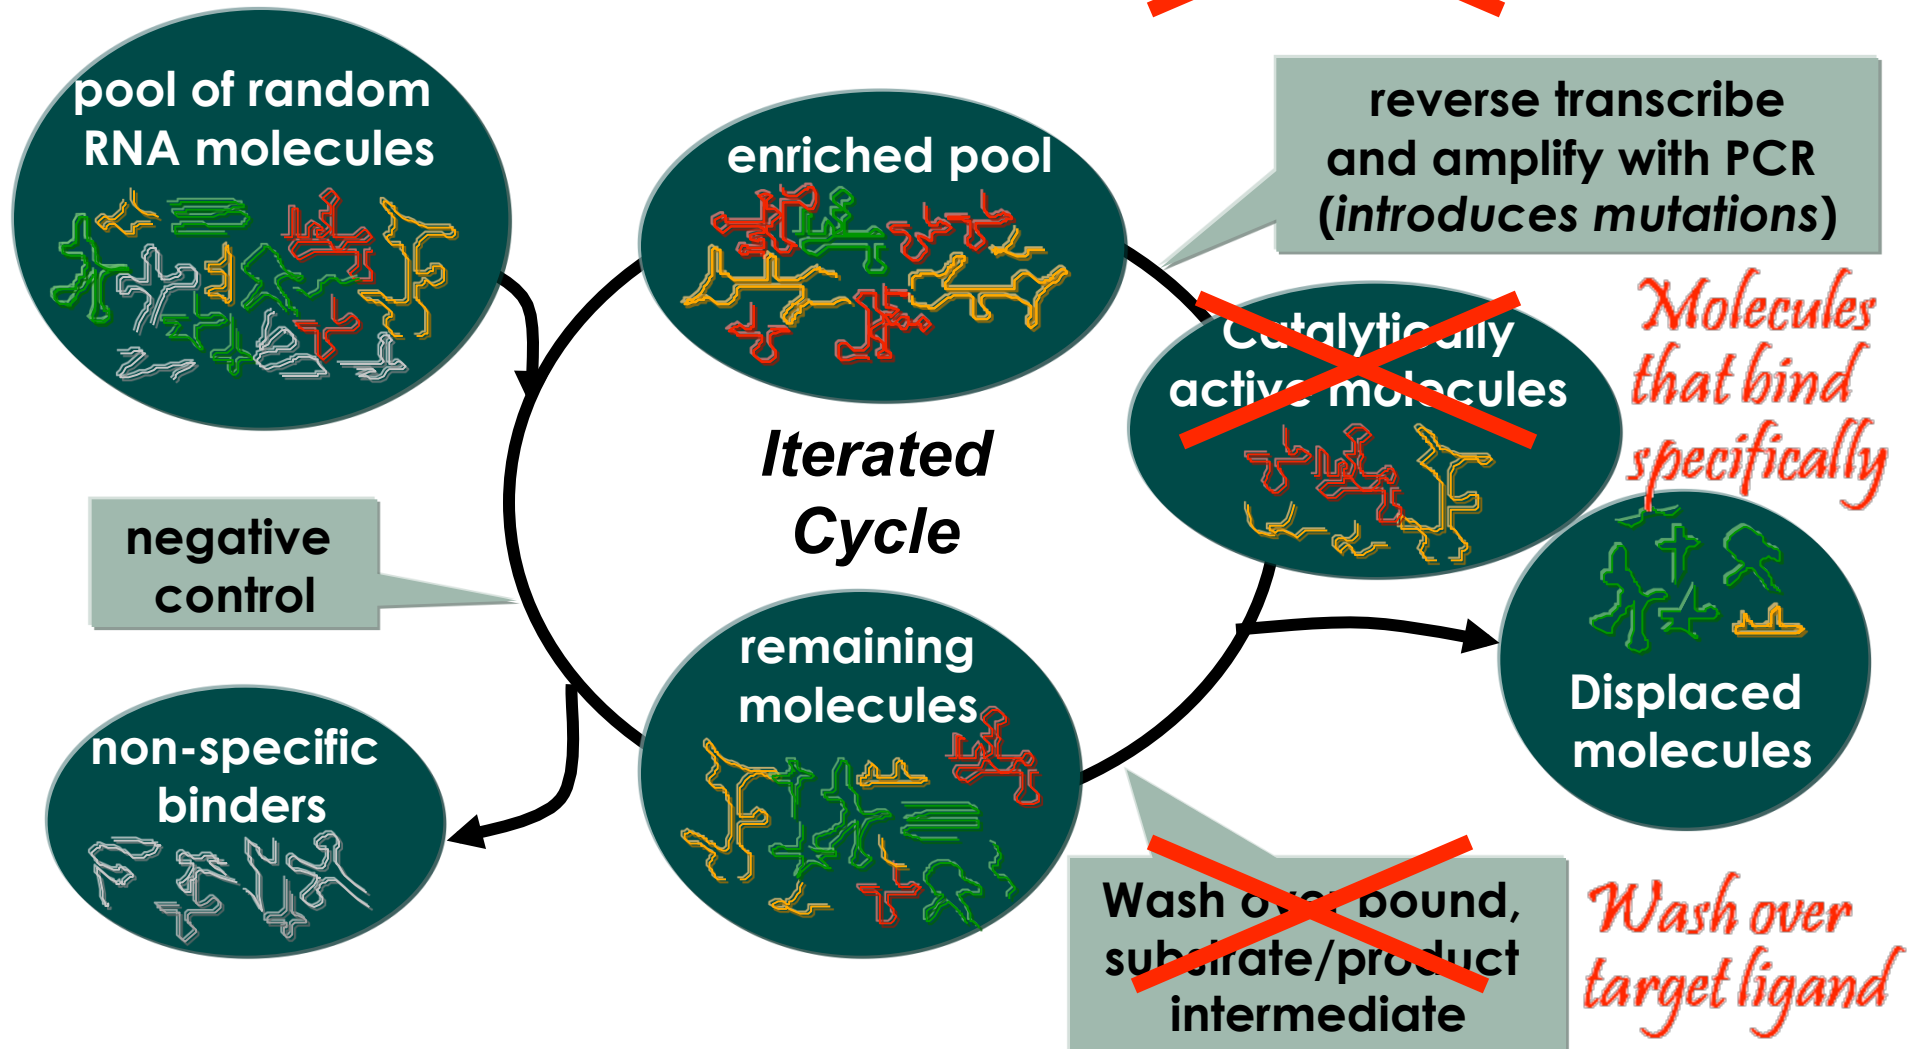 pool of random
RNA molecules
enriched pool
reverse transcribe
and amplify with PCR
(introduces mutations)
Catalytically
active molecules
Molecules
that bind
specifically
Iterated
Cycle
negative
control
remaining
molecules
Displaced
molecules
non-specific
binders
Wash over bound,
substrate/product
intermediate
Wash over
target ligand